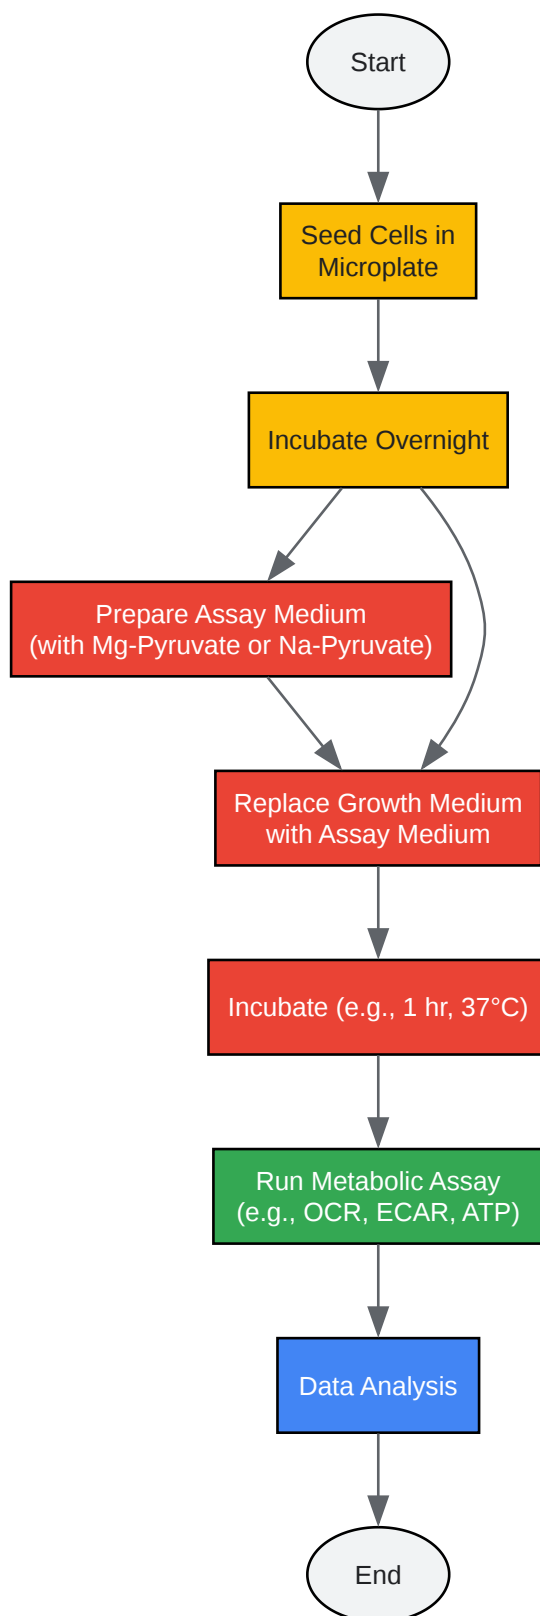 Start
Seed Cells in
Microplate
Incubate Overnight
Prepare Assay Medium
(with Mg-Pyruvate or Na-Pyruvate)
Replace Growth Medium
with Assay Medium
Incubate (e.g., 1 hr, 37°C)
Run Metabolic Assay
(e.g., OCR, ECAR, ATP)
Data Analysis
End